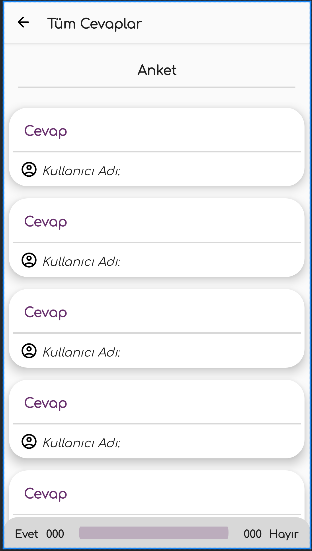 Tüm Cevaplar
Anket
Cevap
Kullanıcı Adı:
Cevap
Kullanıcı Adı:
Cevap
Kullanıcı Adı:
Cevap
Kullanıcı Adı:
Cevap
Evet 000 000 Hayır